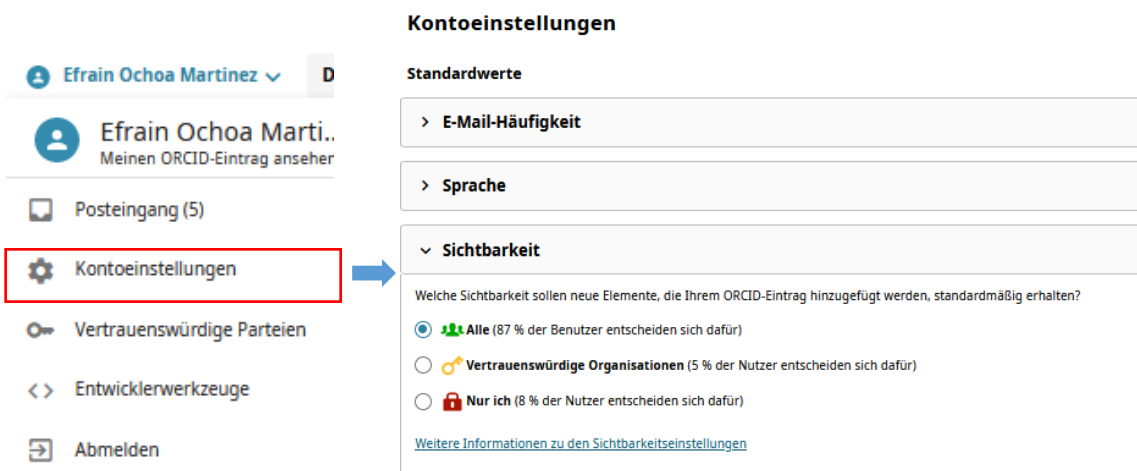 Efrain Ochoa Martinez
D
Efrain Ochoa Marti..
Meinen ORCID-Eintrag ansehen
Posteingang (5)
Kontoeinstellungen
Vertrauenswürdige Parteien
Entwicklerwerkzeuge
Abmelden
Kontoeinstellungen
Standardwerte
E-Mail-Häufigkeit
Sprache
Sichtbarkeit
Welche Sichtbarkeit sollen neue Elemente, die Ihrem ORCID-Eintrag hinzugefügt werden, standardmäßig erhalten?
Alle (87 % der Benutzer entscheiden sich dafür)
Vertrauenswürdige Organisationen (5 % der Nutzer entscheiden sich dafür)
Nur ich (8 % der Nutzer entscheiden sich dafür)
Weitere Informationen zu den Sichtbarkeitseinstellungen